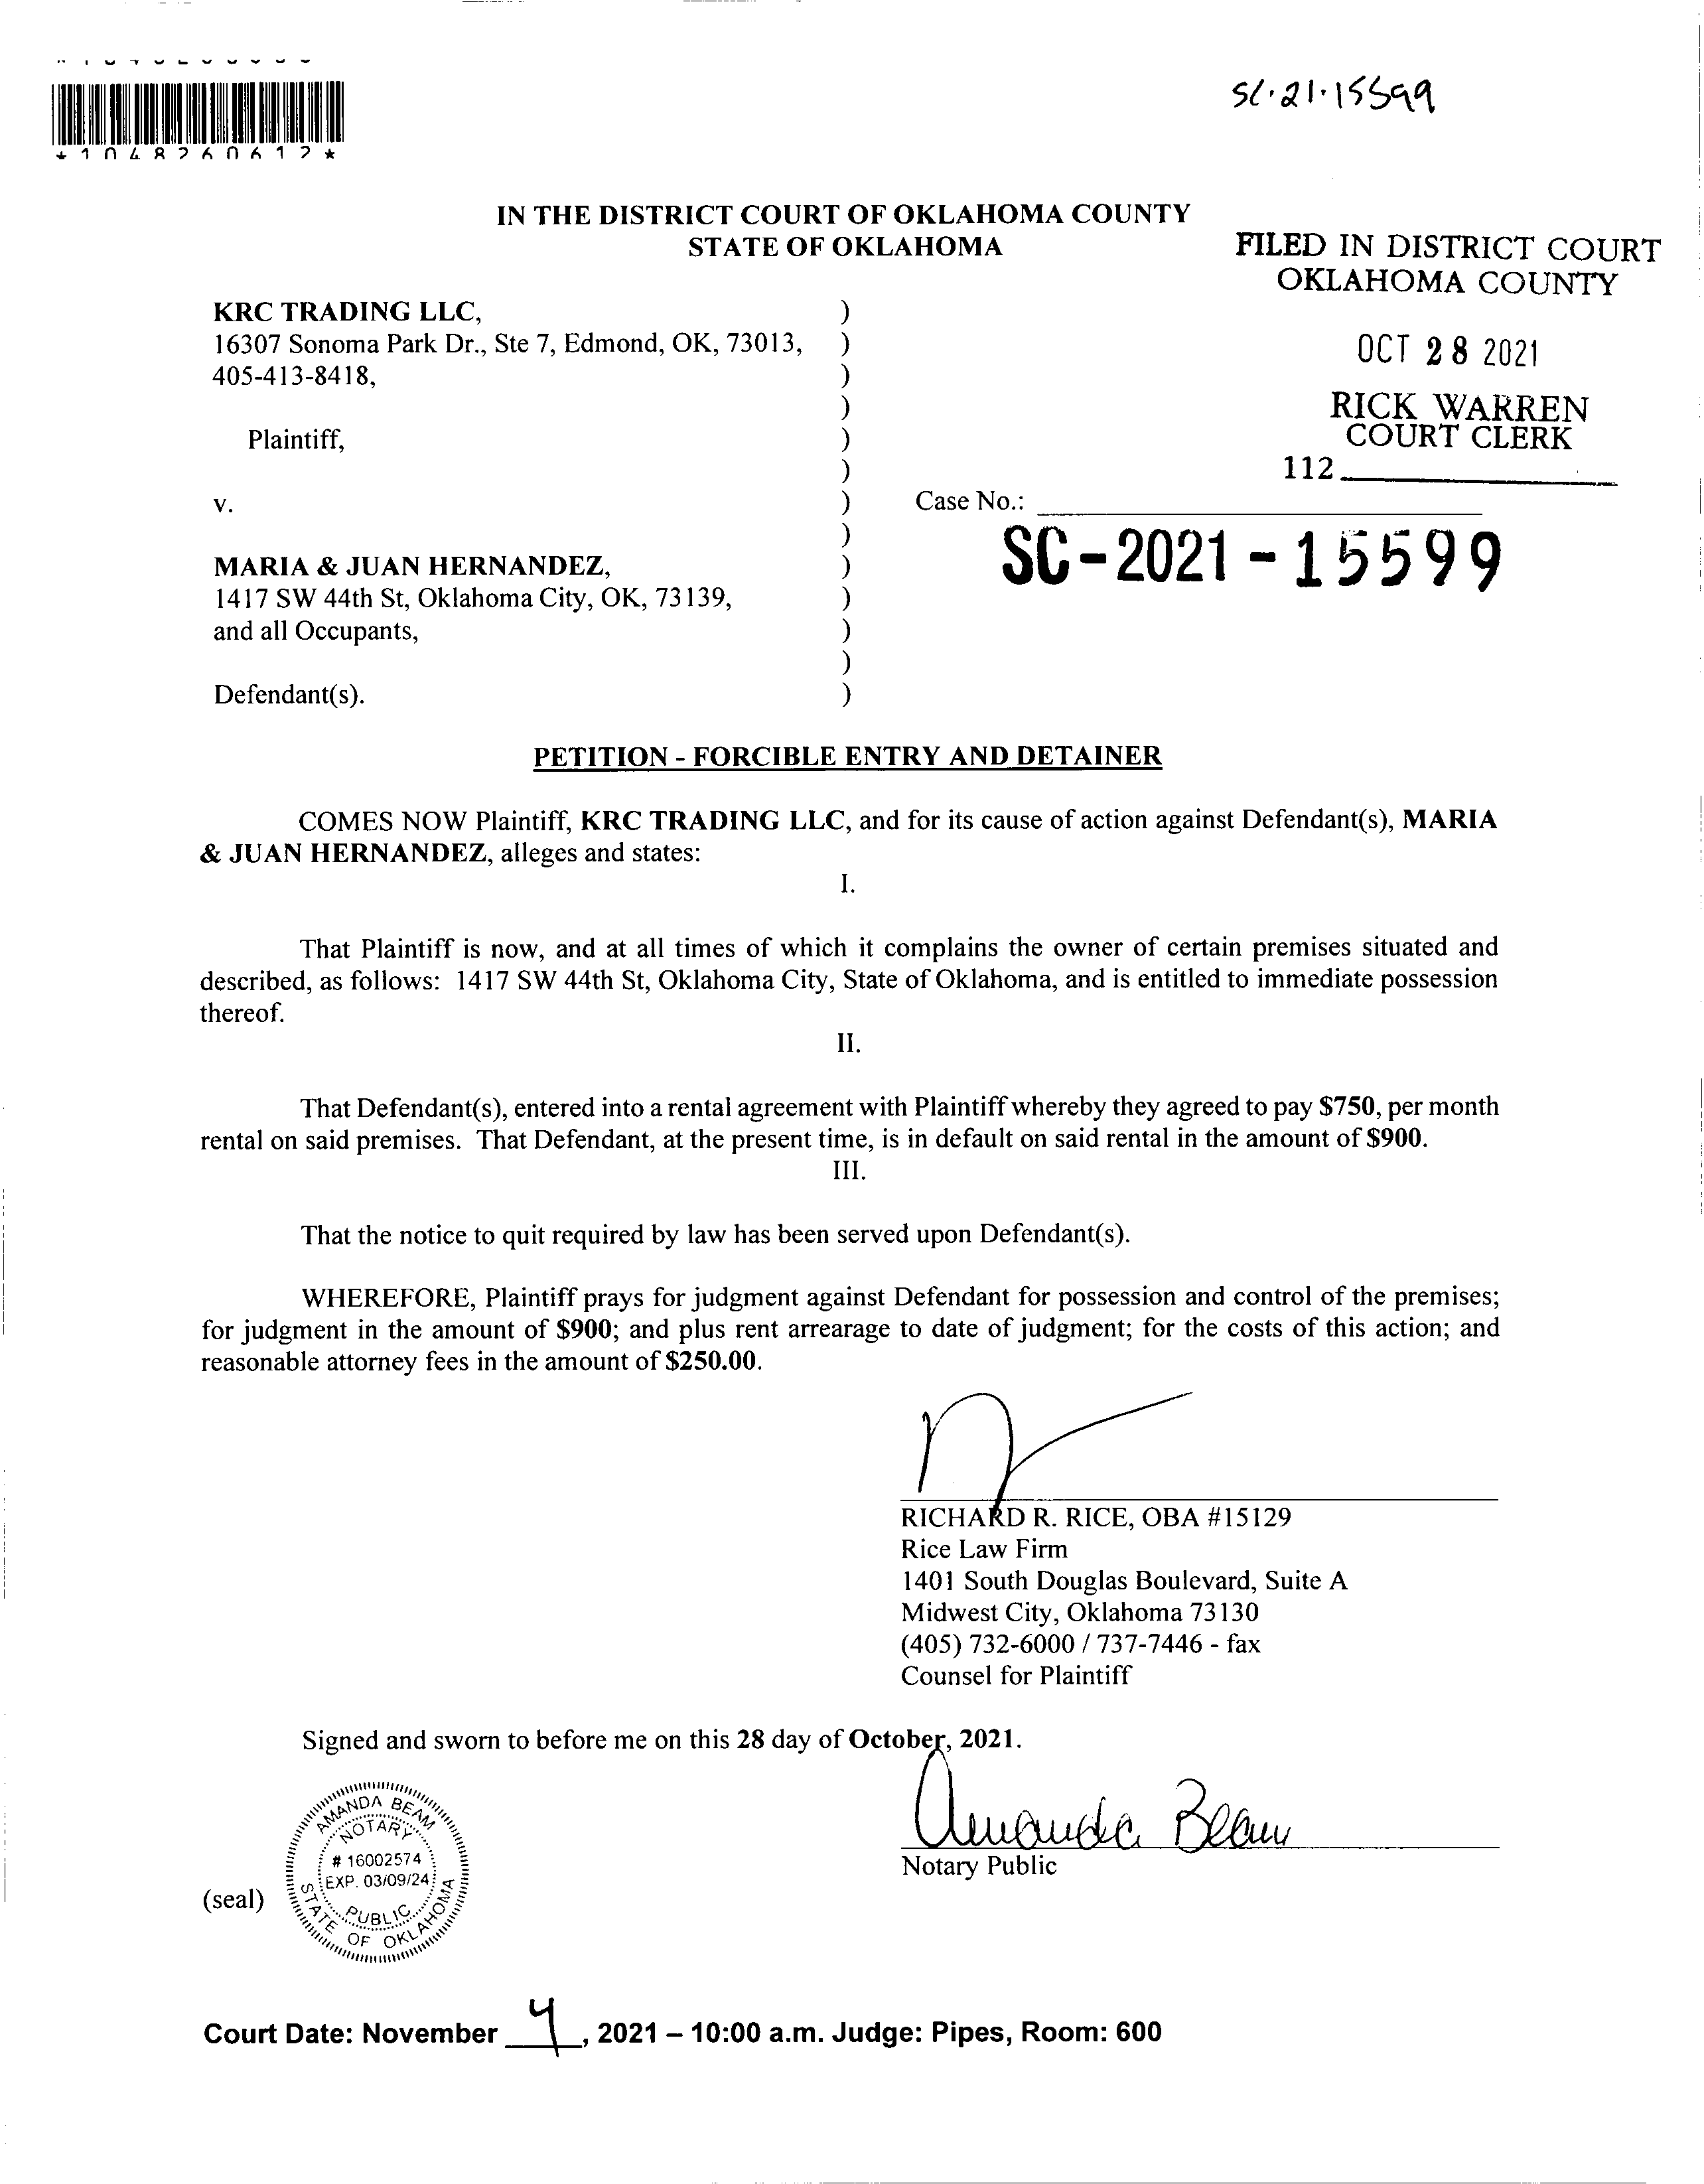 SC-21-15599
*1048260612*
IN THE DISTRICT COURT OF OKLAHOMA COUNTY
STATE OF OKLAHOMA
FILED IN DISTRICT COURT
OKLAHOMA COUNTY
OCT 28 2021
RICK WARREN
COURT CLERK
112
KRC TRADING LLC, )
16307 Sonoma Park Dr., Ste 7, Edmond, OK, 73013, )
405-413-8418, )
)
Plaintiff, )
)
v. ) Case No.:
)
SC-2021-15599
MARIA & JUAN HERNANDEZ, )
1417 SW 44th St, Oklahoma City, OK, 73139, )
and all Occupants, )
)
Defendant(s). )
PETITION - FORCIBLE ENTRY AND DETAINER
COMES NOW Plaintiff, KRC TRADING LLC, and for its cause of action against Defendant(s), MARIA
& JUAN HERNANDEZ, alleges and states:
I.
That Plaintiff is now, and at all times of which it complains the owner of certain premises situated and
described, as follows: 1417 SW 44th St, Oklahoma City, State of Oklahoma, and is entitled to immediate possession
thereof.
II.
That Defendant(s), entered into a rental agreement with Plaintiff whereby they agreed to pay $750, per month
rental on said premises. That Defendant, at the present time, is in default on said rental in the amount of $900.
III.
That the notice to quit required by law has been served upon Defendant(s).
WHEREFORE, Plaintiff prays for judgment against Defendant for possession and control of the premises;
for judgment in the amount of $900; and plus rent arrearage to date of judgment; for the costs of this action; and
reasonable attorney fees in the amount of $250.00.
RICHARD R. RICE, OBA #15129
Rice Law Firm
1401 South Douglas Boulevard, Suite A
Midwest City, Oklahoma 73130
(405) 732-6000 / 737-7446 - fax
Counsel for Plaintiff
Signed and sworn to before me on this 28 day of October, 2021.
Amanda Beam
Notary Public
(seal)
AMANDA BEAM
NOTARY
# 16002574
EXP. 03/09/24
PUBLIC
STATE OF OKLAHOMA
Court Date: November 4, 2021 – 10:00 a.m. Judge: Pipes, Room: 600